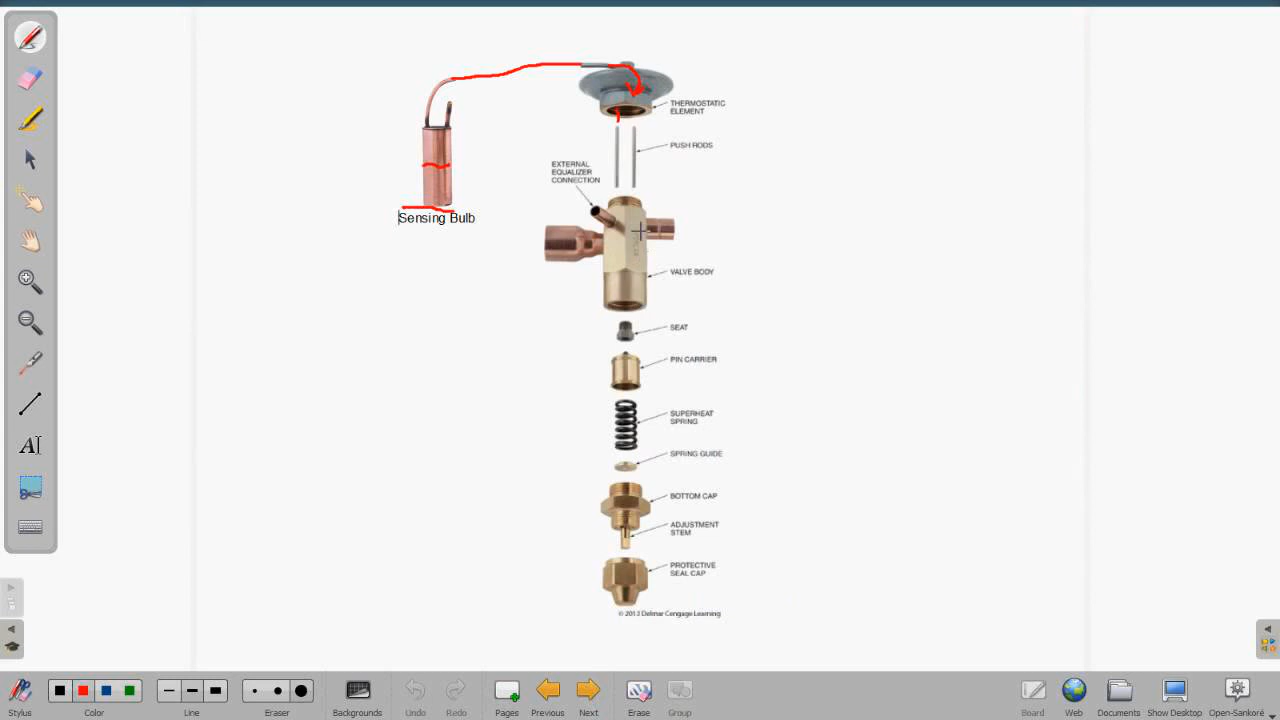 THERMOSTATIC
ELEMENT
PUSH RODS
EXTERNAL
EQUALIZER
CONNECTION
Sensing Bulb
VALVE BODY
SEAT
PIN CARRIER
SUPERHEAT
SPRING
SPRING GUIDE
BOTTOM CAP
ADJUSTMENT
STEM
PROTECTIVE
SEAL CAP
© 2013 Delmar Cengage Learning
Stylus
Color
Line
Eraser
Backgrounds
Undo
Redo
Pages
Previous
Next
Erase
Group
Board
Web
Documents
Show Desktop
Open-Sankoré